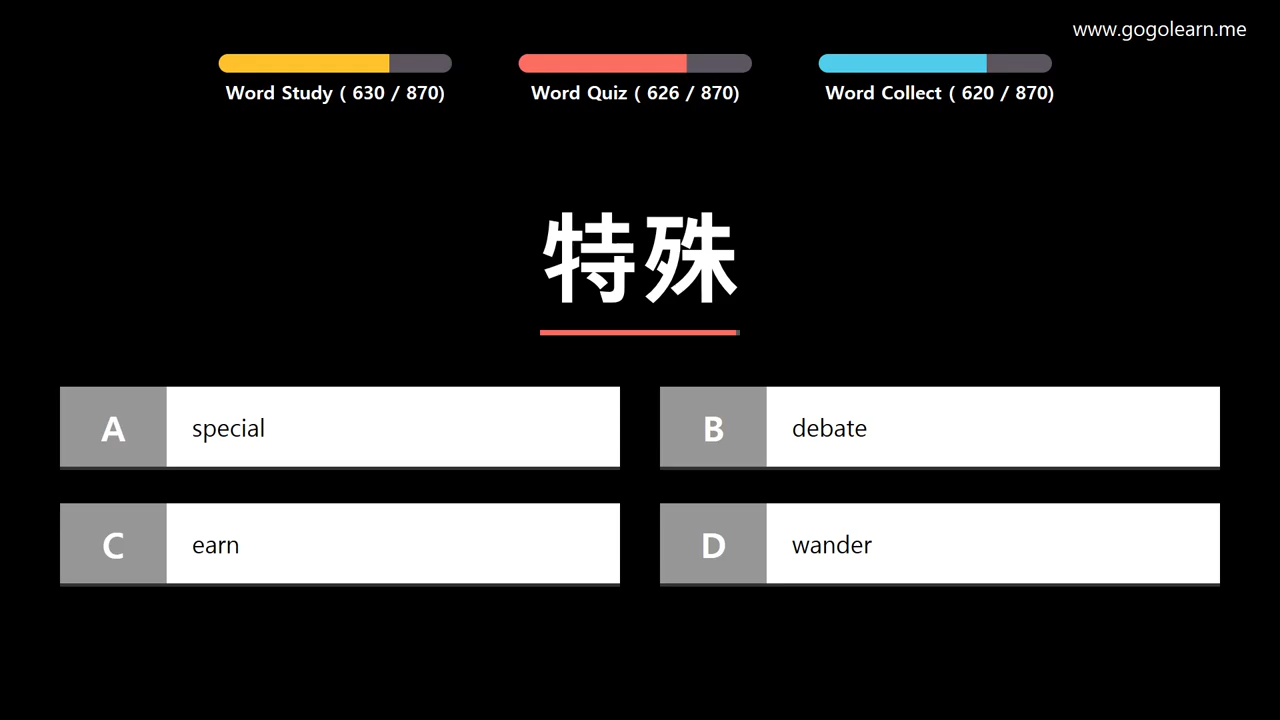 www.gogolearn.me
Word Study ( 630 / 870)
Word Quiz ( 626 / 870)
Word Collect ( 620 / 870)
特殊
A special
B debate
C earn
D wander